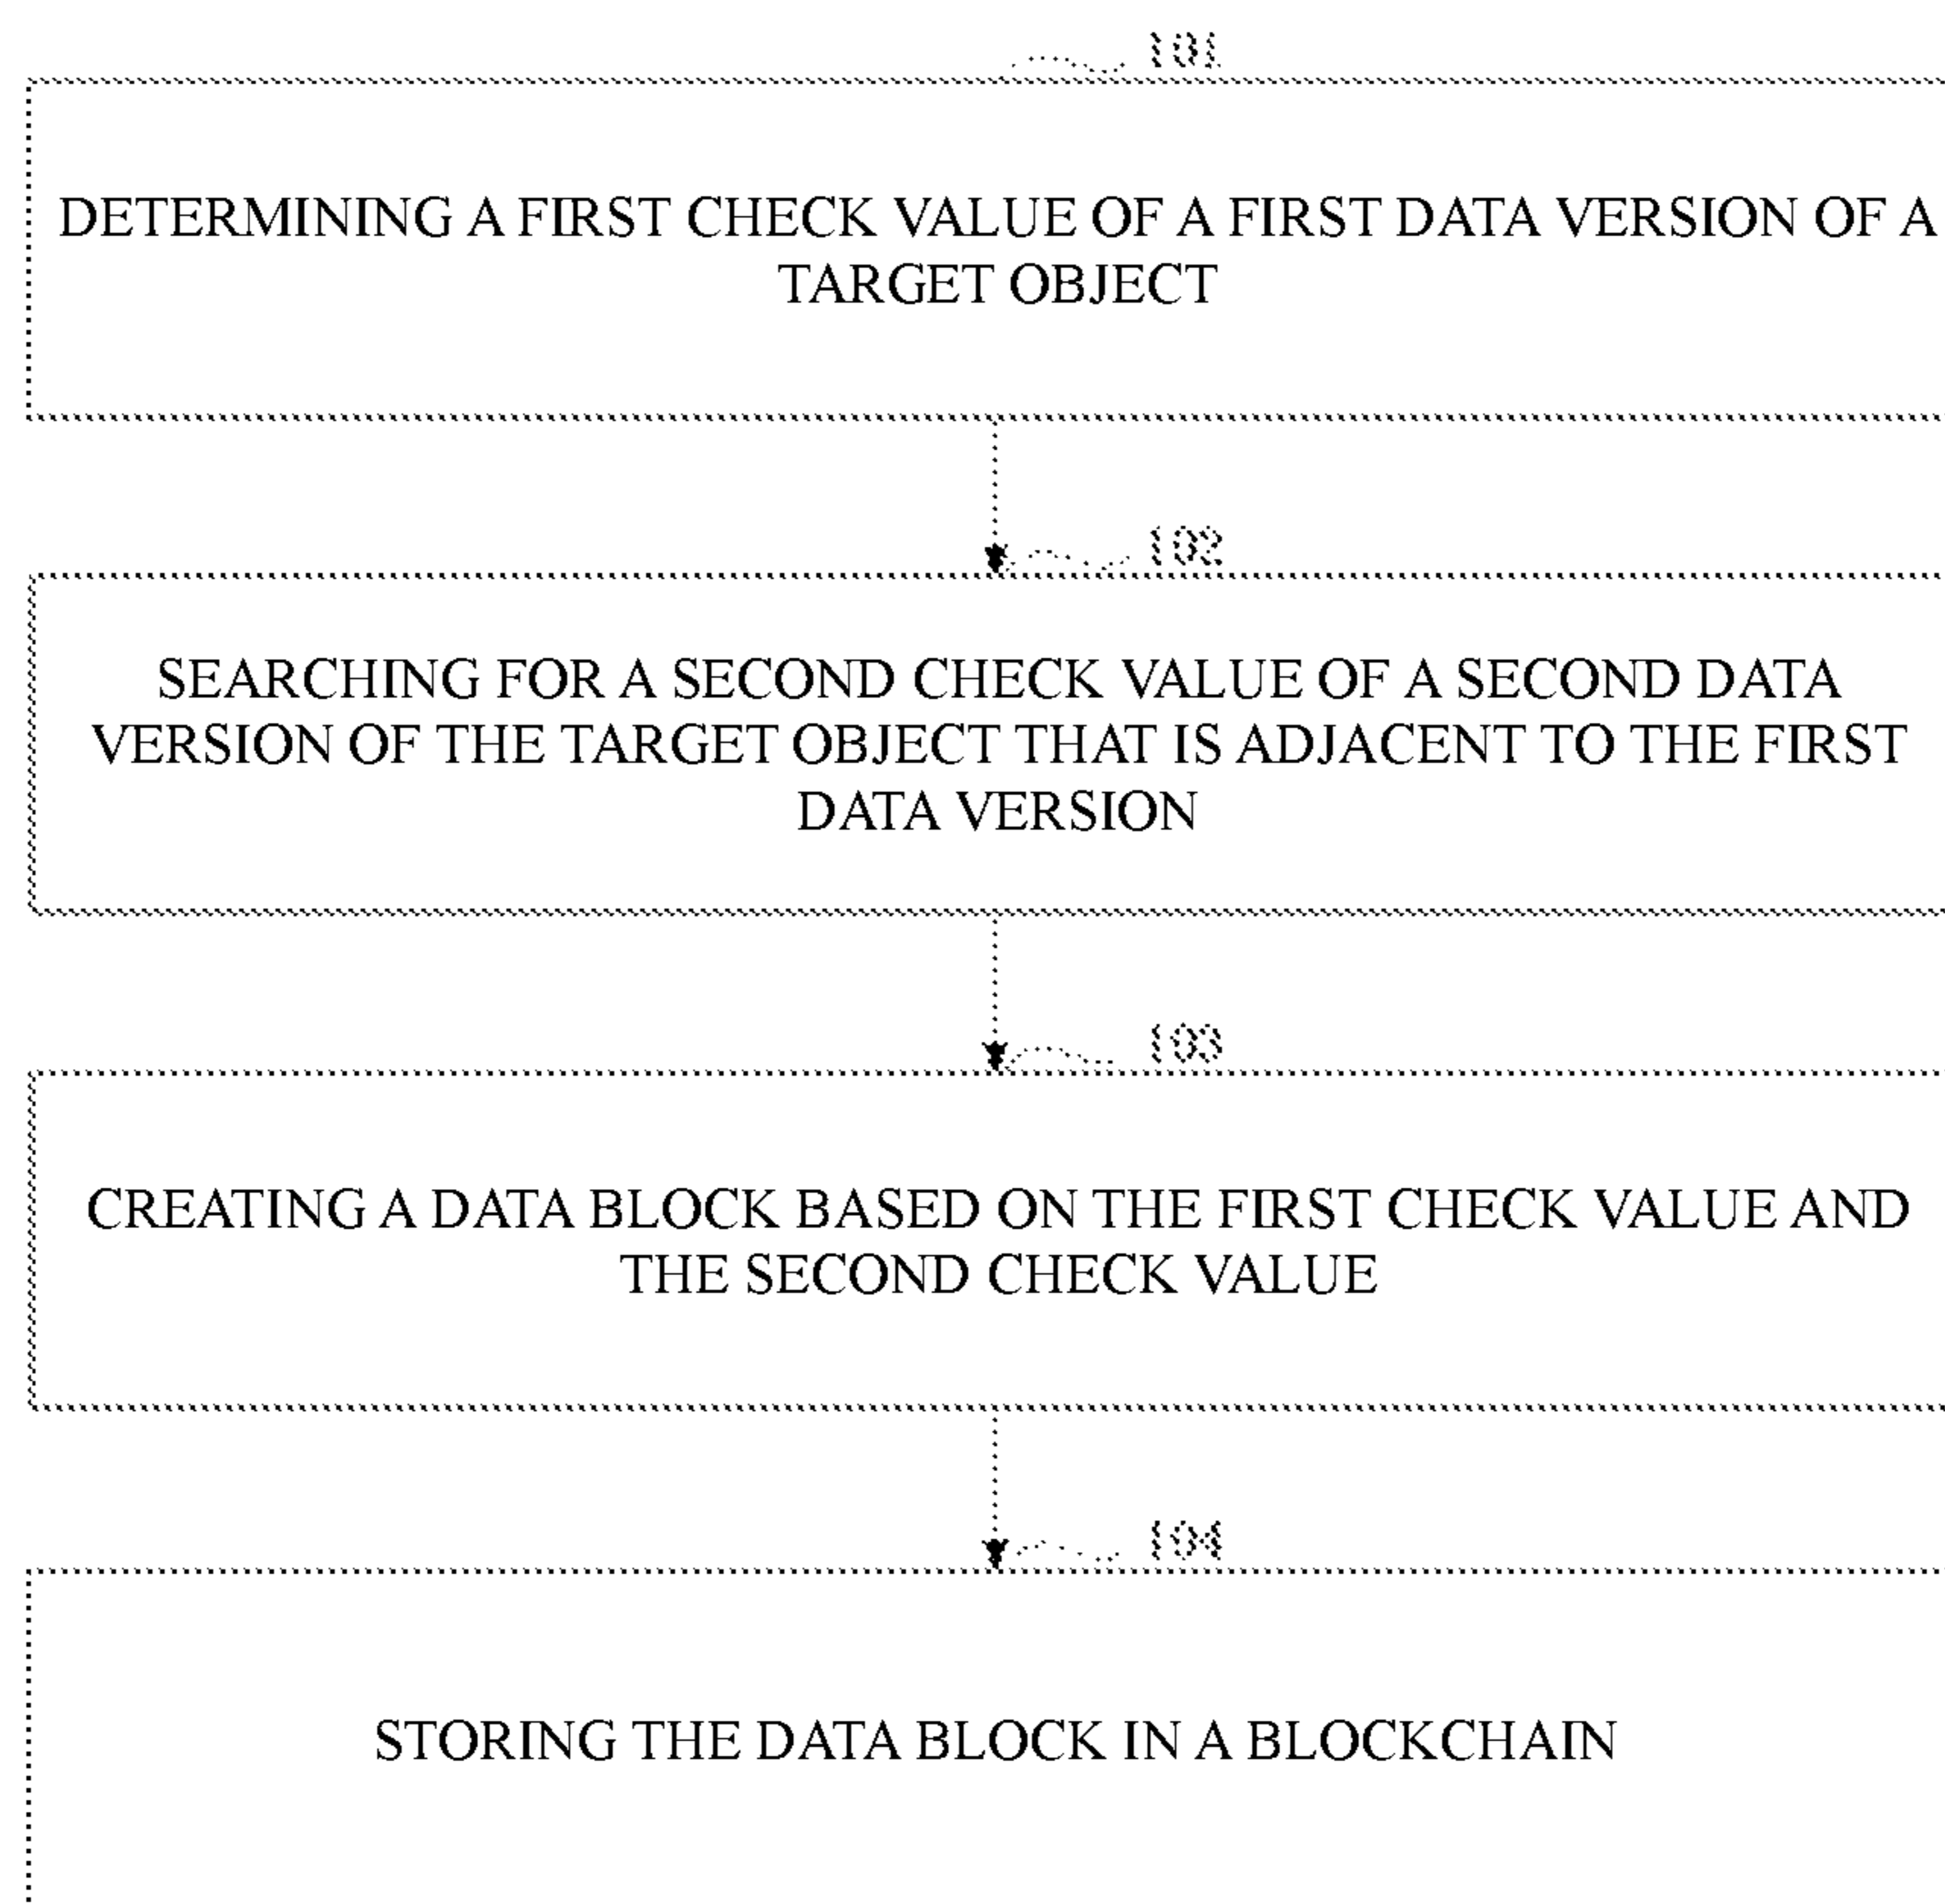 101
DETERMINING A FIRST CHECK VALUE OF A FIRST DATA VERSION OF A
TARGET OBJECT
102
SEARCHING FOR A SECOND CHECK VALUE OF A SECOND DATA
VERSION OF THE TARGET OBJECT THAT IS ADJACENT TO THE FIRST
DATA VERSION
103
CREATING A DATA BLOCK BASED ON THE FIRST CHECK VALUE AND
THE SECOND CHECK VALUE
104
STORING THE DATA BLOCK IN A BLOCKCHAIN